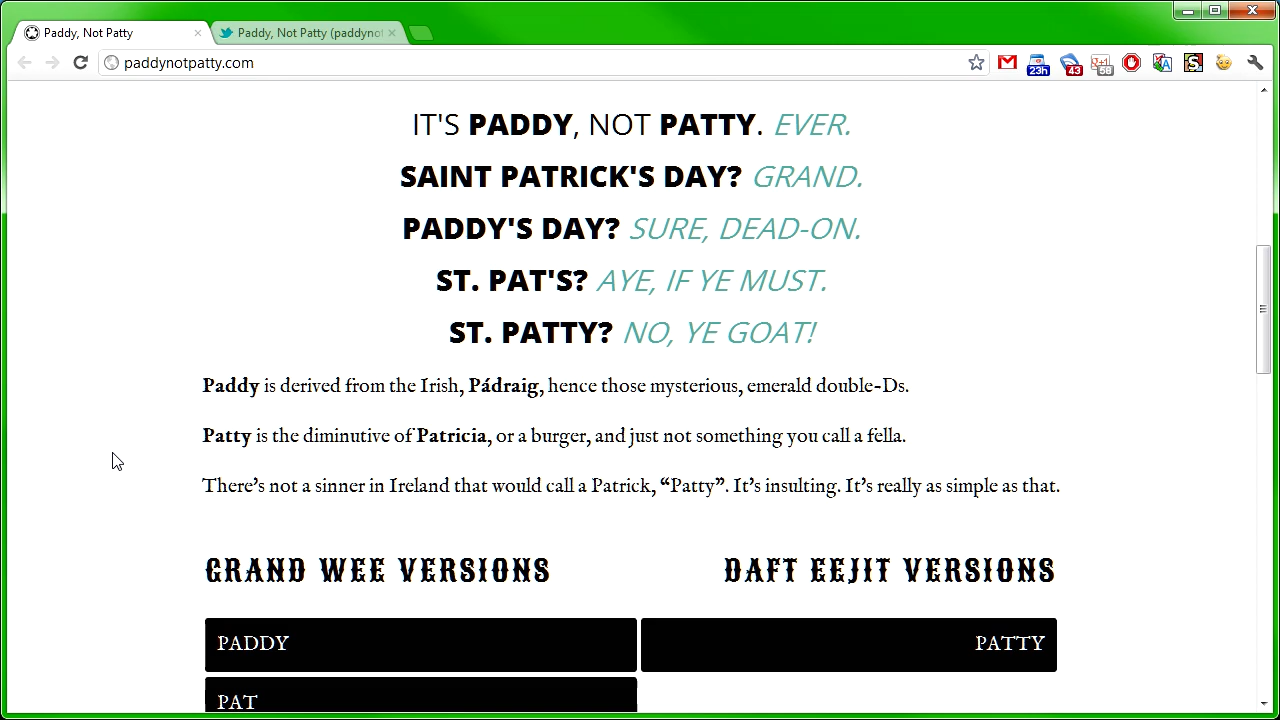 Paddy, Not Patty
Paddy, Not Patty (paddynot
paddynotpatty.com
23h
43
58
IT'S PADDY, NOT PATTY. EVER.
SAINT PATRICK'S DAY? GRAND.
PADDY'S DAY? SURE, DEAD-ON.
ST. PAT'S? AYE, IF YE MUST.
ST. PATTY? NO, YE GOAT!
Paddy is derived from the Irish, Pádraig, hence those mysterious, emerald double-Ds.
Patty is the diminutive of Patricia, or a burger, and just not something you call a fella.
There’s not a sinner in Ireland that would call a Patrick, “Patty”. It’s insulting. It’s really as simple as that.
GRAND WEE VERSIONS
DAFT EEJIT VERSIONS
PADDY
PATTY
PAT